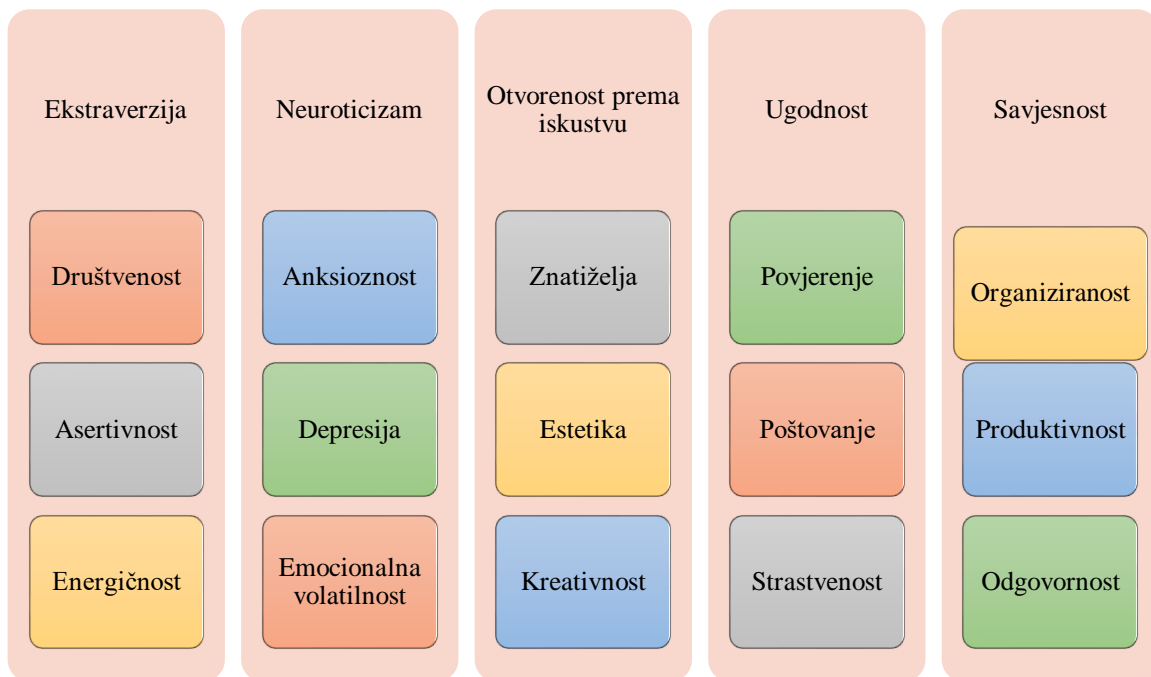 Ekstraverzija
Društvenost
Asertivnost
Energičnost
Neuroticizam
Anksioznost
Depresija
Emocionalna
volatilnost
Otvorenost prema
iskustvu
Znatiželja
Estetika
Kreativnost
Ugodnost
Povjerenje
Poštovanje
Strastvenost
Savjesnost
Organiziranost
Produktivnost
Odgovornost